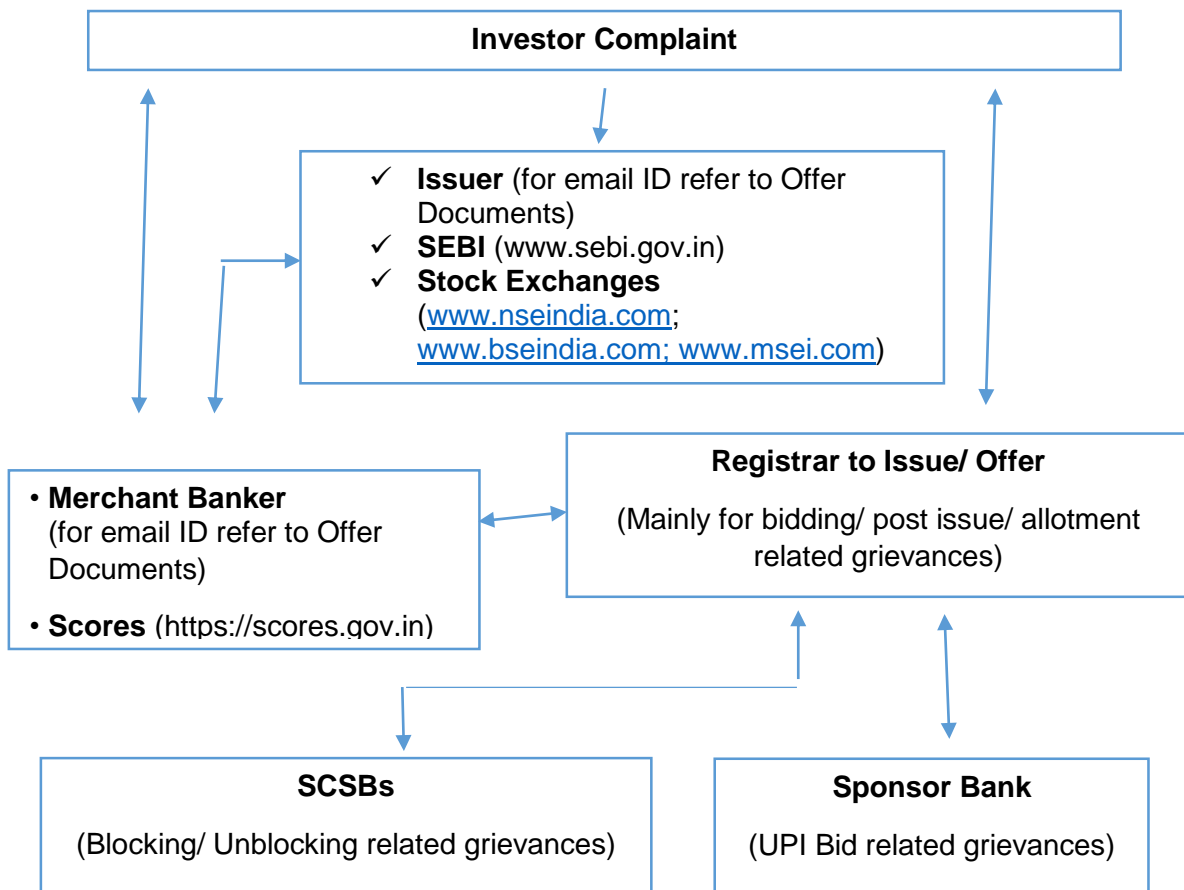 Investor Complaint
✓ Issuer (for email ID refer to Offer
Documents)
✓ SEBI (www.sebi.gov.in)
✓ Stock Exchanges
(www.nseindia.com;
www.bseindia.com; www.msei.com)
• Merchant Banker
(for email ID refer to Offer
Documents)
• Scores (https://scores.gov.in)
Registrar to Issue/ Offer
(Mainly for bidding/ post issue/ allotment
related grievances)
SCSBs
(Blocking/ Unblocking related grievances)
Sponsor Bank
(UPI Bid related grievances)